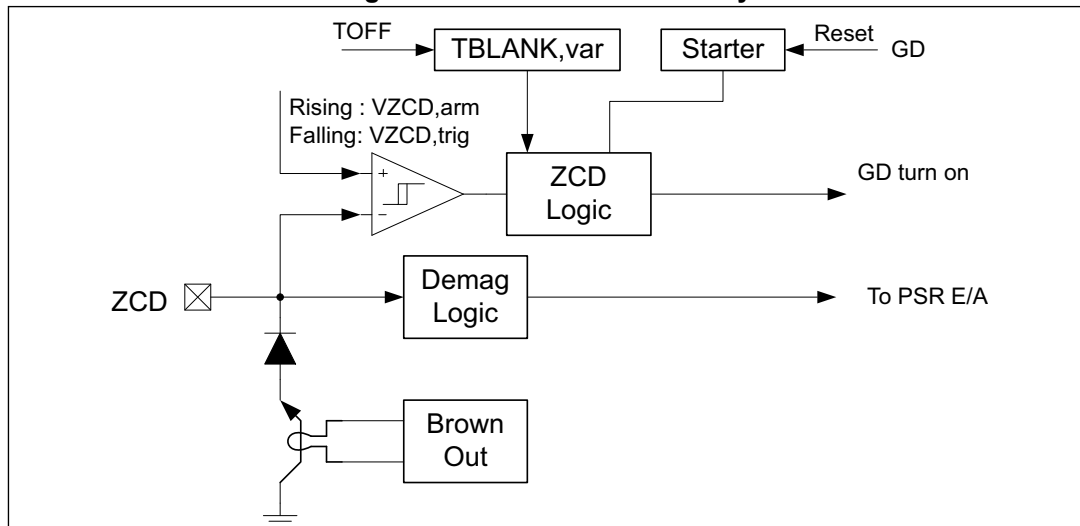 TOFF
TBLANK,var
Starter
Reset
GD
Rising : VZCD,arm
Falling: VZCD,trig
+
-
ZCD
Logic
GD turn on
ZCD
Demag
Logic
To PSR E/A
Brown
Out